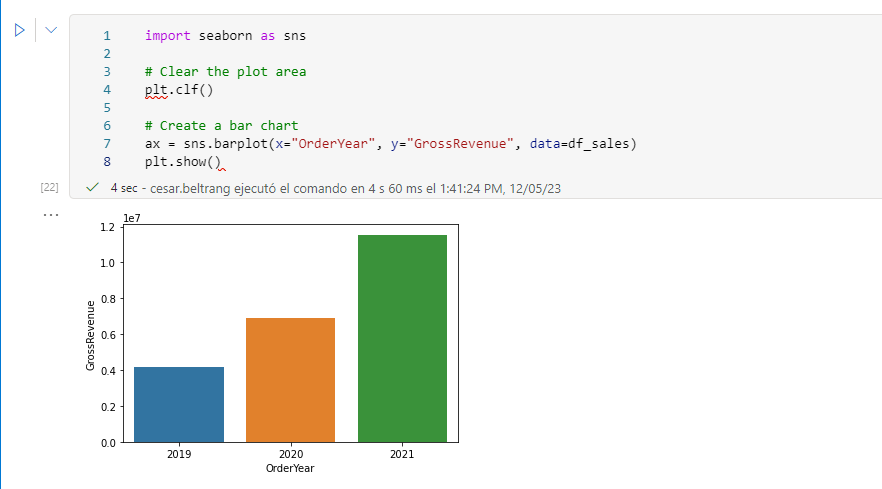 1 import seaborn as sns
2
3 # Clear the plot area
4 plt.clf()
5
6 # Create a bar chart
7 ax = sns.barplot(x="OrderYear", y="GrossRevenue", data=df_sales)
8 plt.show()
[22] 4 sec - cesar.beltrang ejecutó el comando en 4 s 60 ms el 1:41:24 PM, 12/05/23
...
1e7
1.2
1.0
0.8
0.6
0.4
0.2
0.0
GrossRevenue
2019 2020 2021
OrderYear